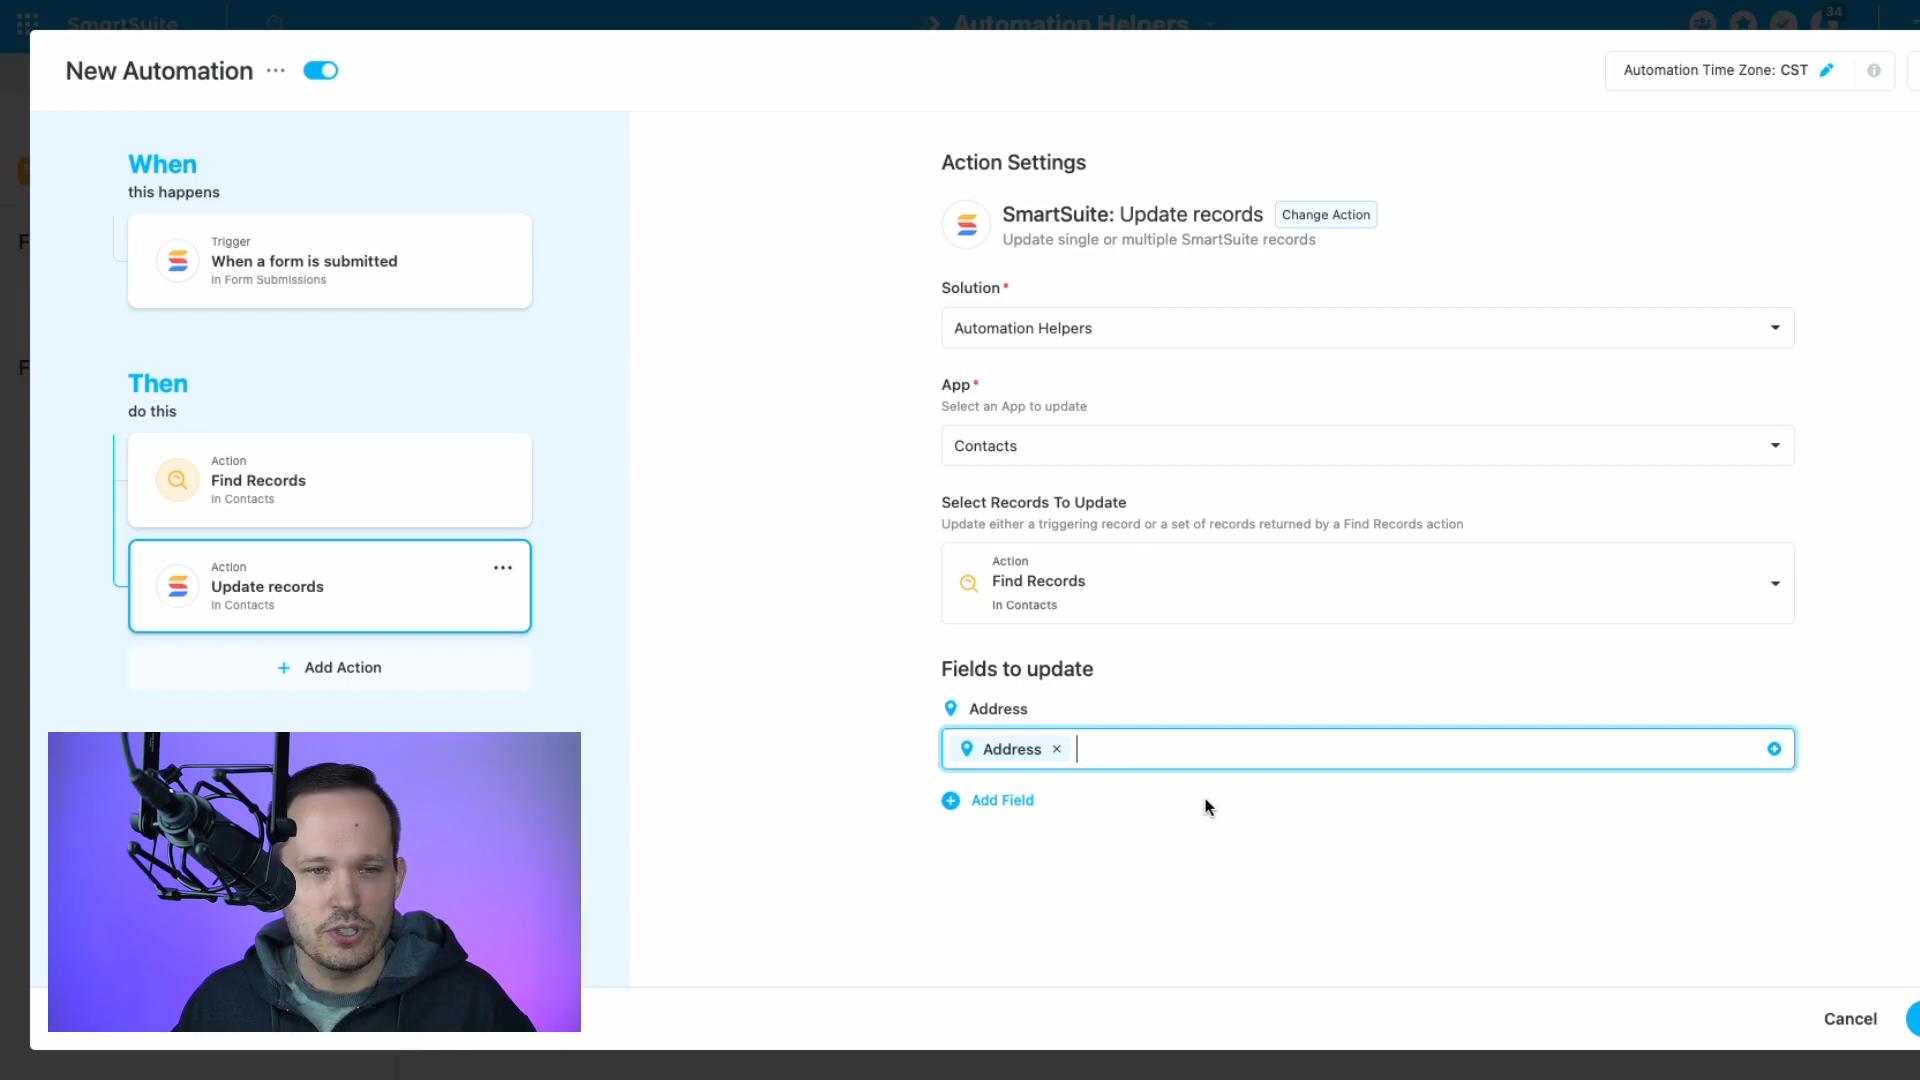 SmartSuite
Automation Helpers
34
New Automation
Automation Time Zone: CST
When
this happens
Trigger
When a form is submitted
In Form Submissions
Then
do this
Action
Find Records
In Contacts
Action
Update records
In Contacts
Add Action
Action Settings
SmartSuite: Update records
Change Action
Update single or multiple SmartSuite records
Solution*
Automation Helpers
App*
Select an App to update
Contacts
Select Records To Update
Update either a triggering record or a set of records returned by a Find Records action
Action
Find Records
In Contacts
Fields to update
Address
Address ×
Add Field
Cancel